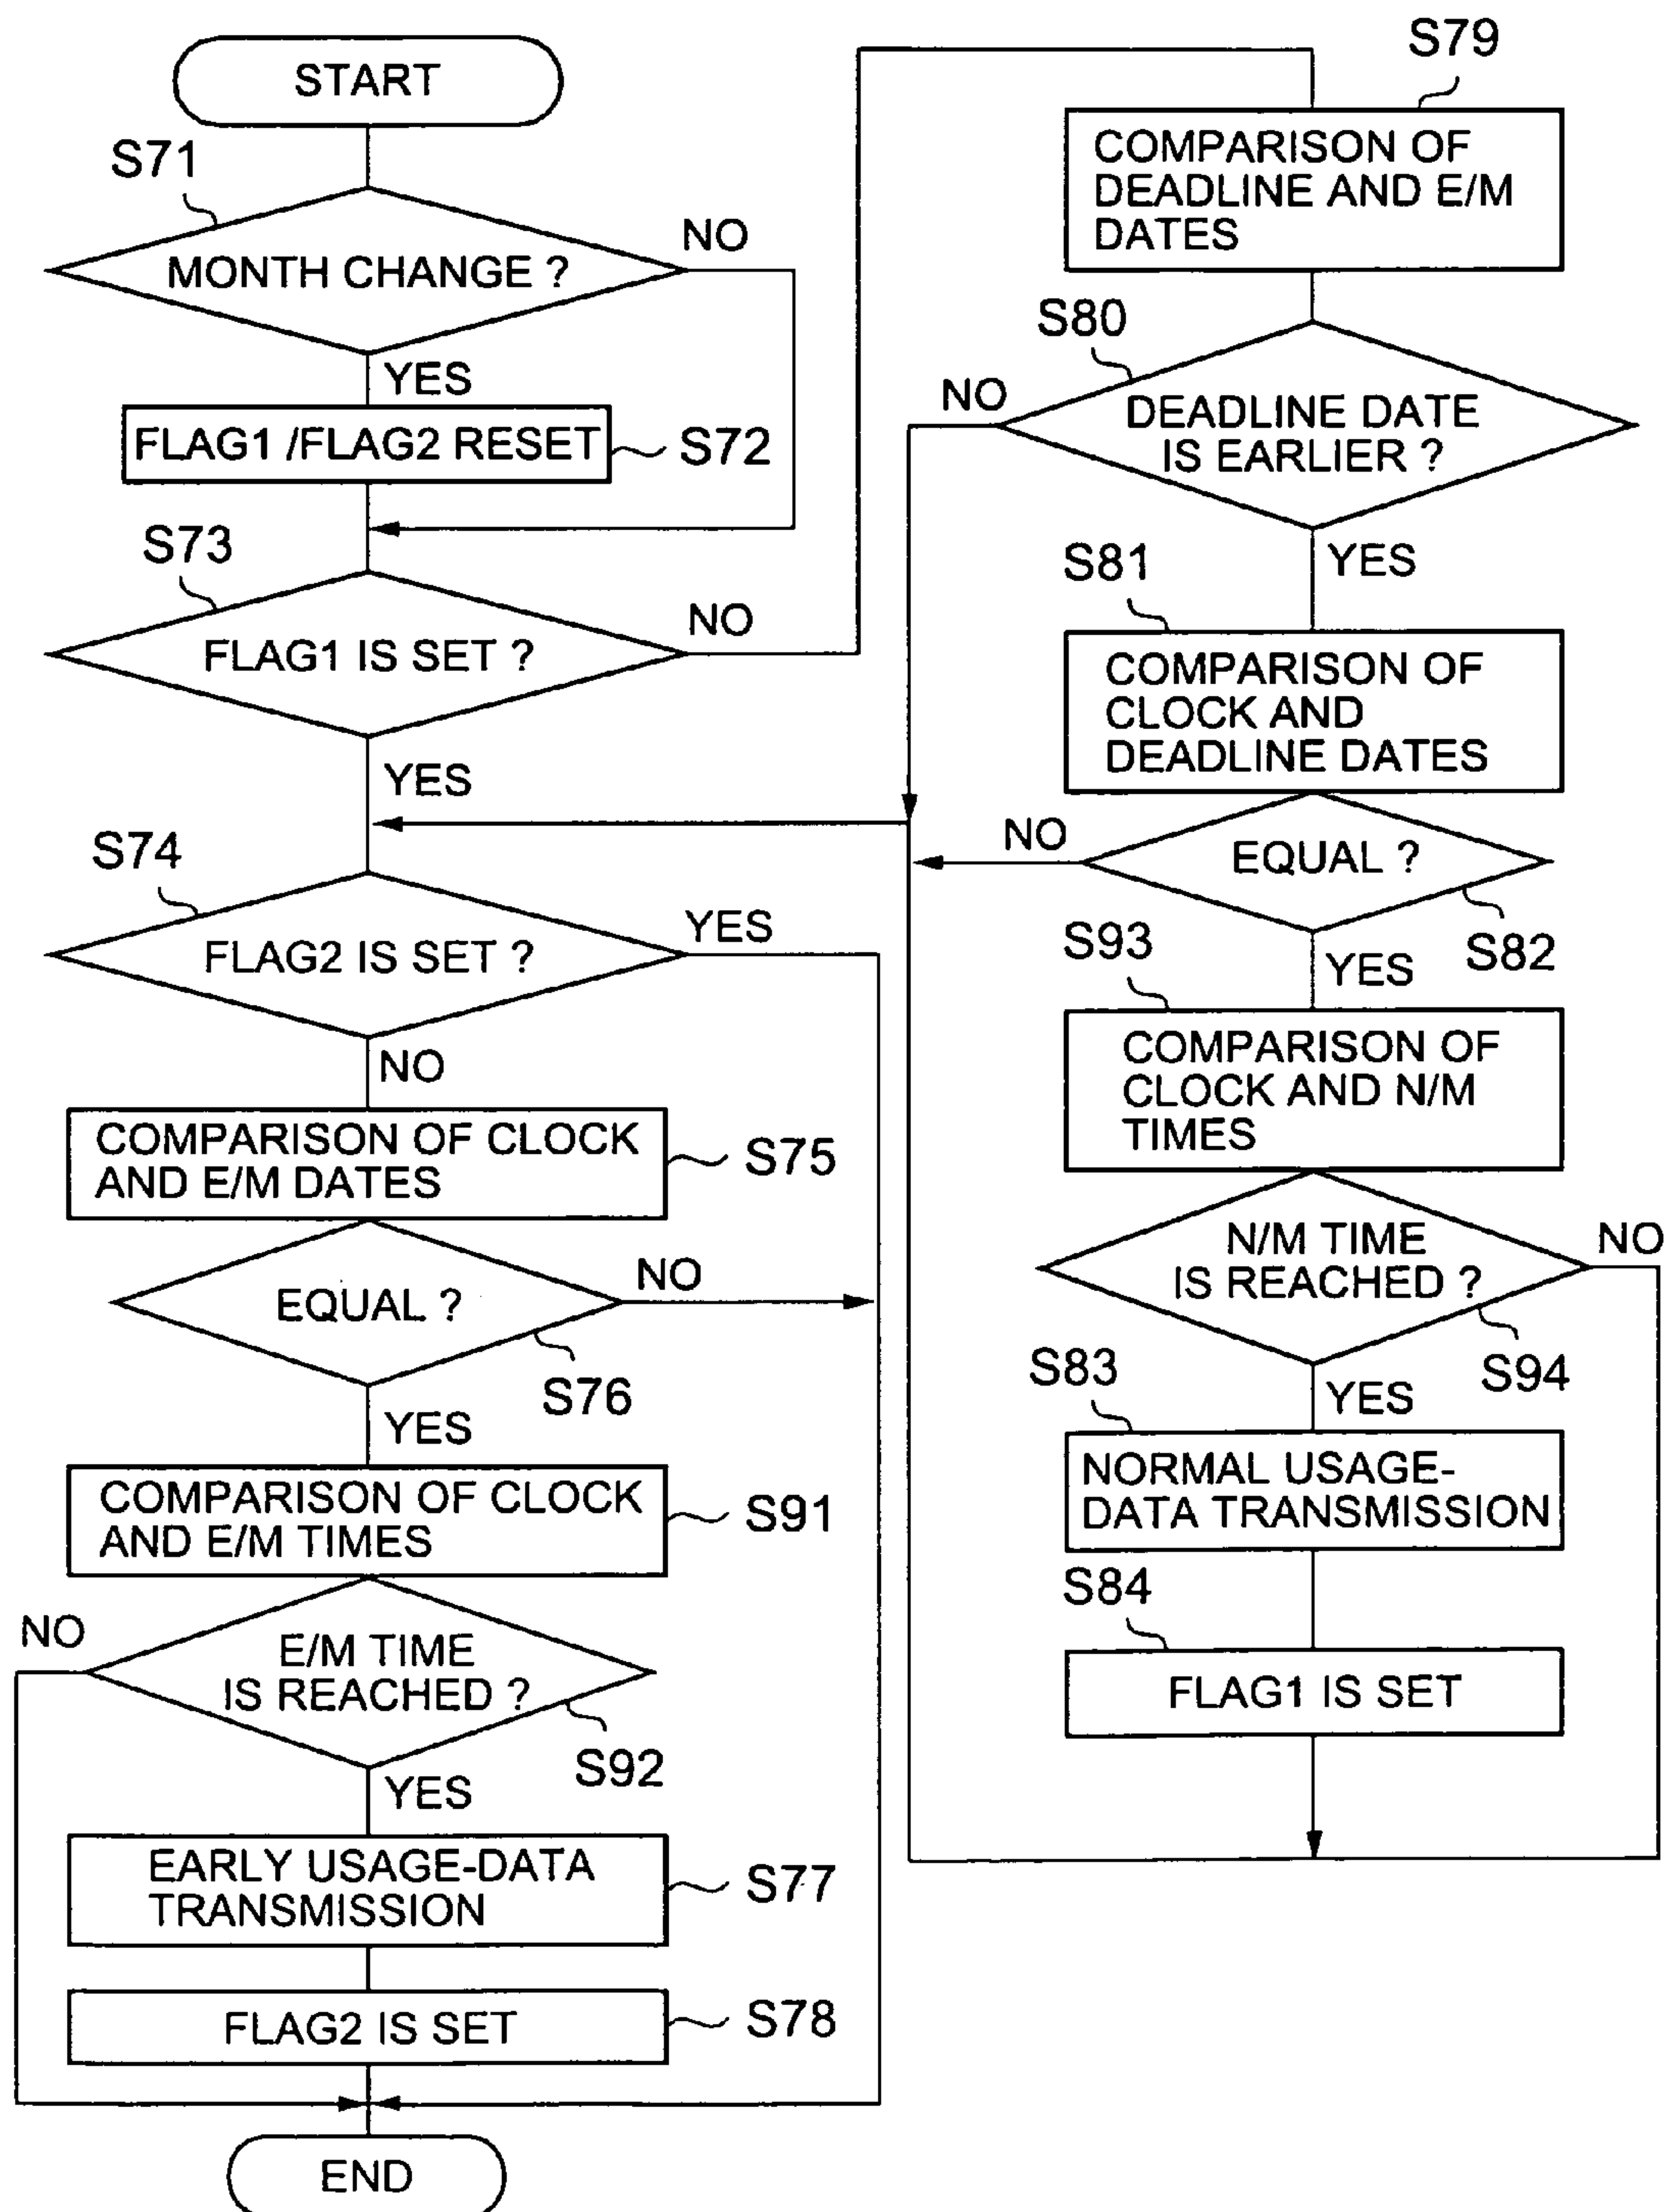 START
S71
MONTH CHANGE ?
NO
YES
FLAG1 /FLAG2 RESET
S72
S73
FLAG1 IS SET ?
NO
YES
S74
FLAG2 IS SET ?
YES
NO
COMPARISON OF CLOCK
AND E/M DATES
S75
EQUAL ?
NO
S76
YES
COMPARISON OF CLOCK
AND E/M TIMES
S91
NO
E/M TIME
IS REACHED ?
S92
YES
EARLY USAGE-DATA
TRANSMISSION
S77
FLAG2 IS SET
S78
END
S79
COMPARISON OF
DEADLINE AND E/M
DATES
S80
NO
DEADLINE DATE
IS EARLIER ?
YES
S81
COMPARISON OF
CLOCK AND
DEADLINE DATES
NO
EQUAL ?
S82
S93
YES
COMPARISON OF
CLOCK AND N/M
TIMES
N/M TIME
IS REACHED ?
NO
S94
S83
YES
NORMAL USAGE-
DATA TRANSMISSION
S84
FLAG1 IS SET